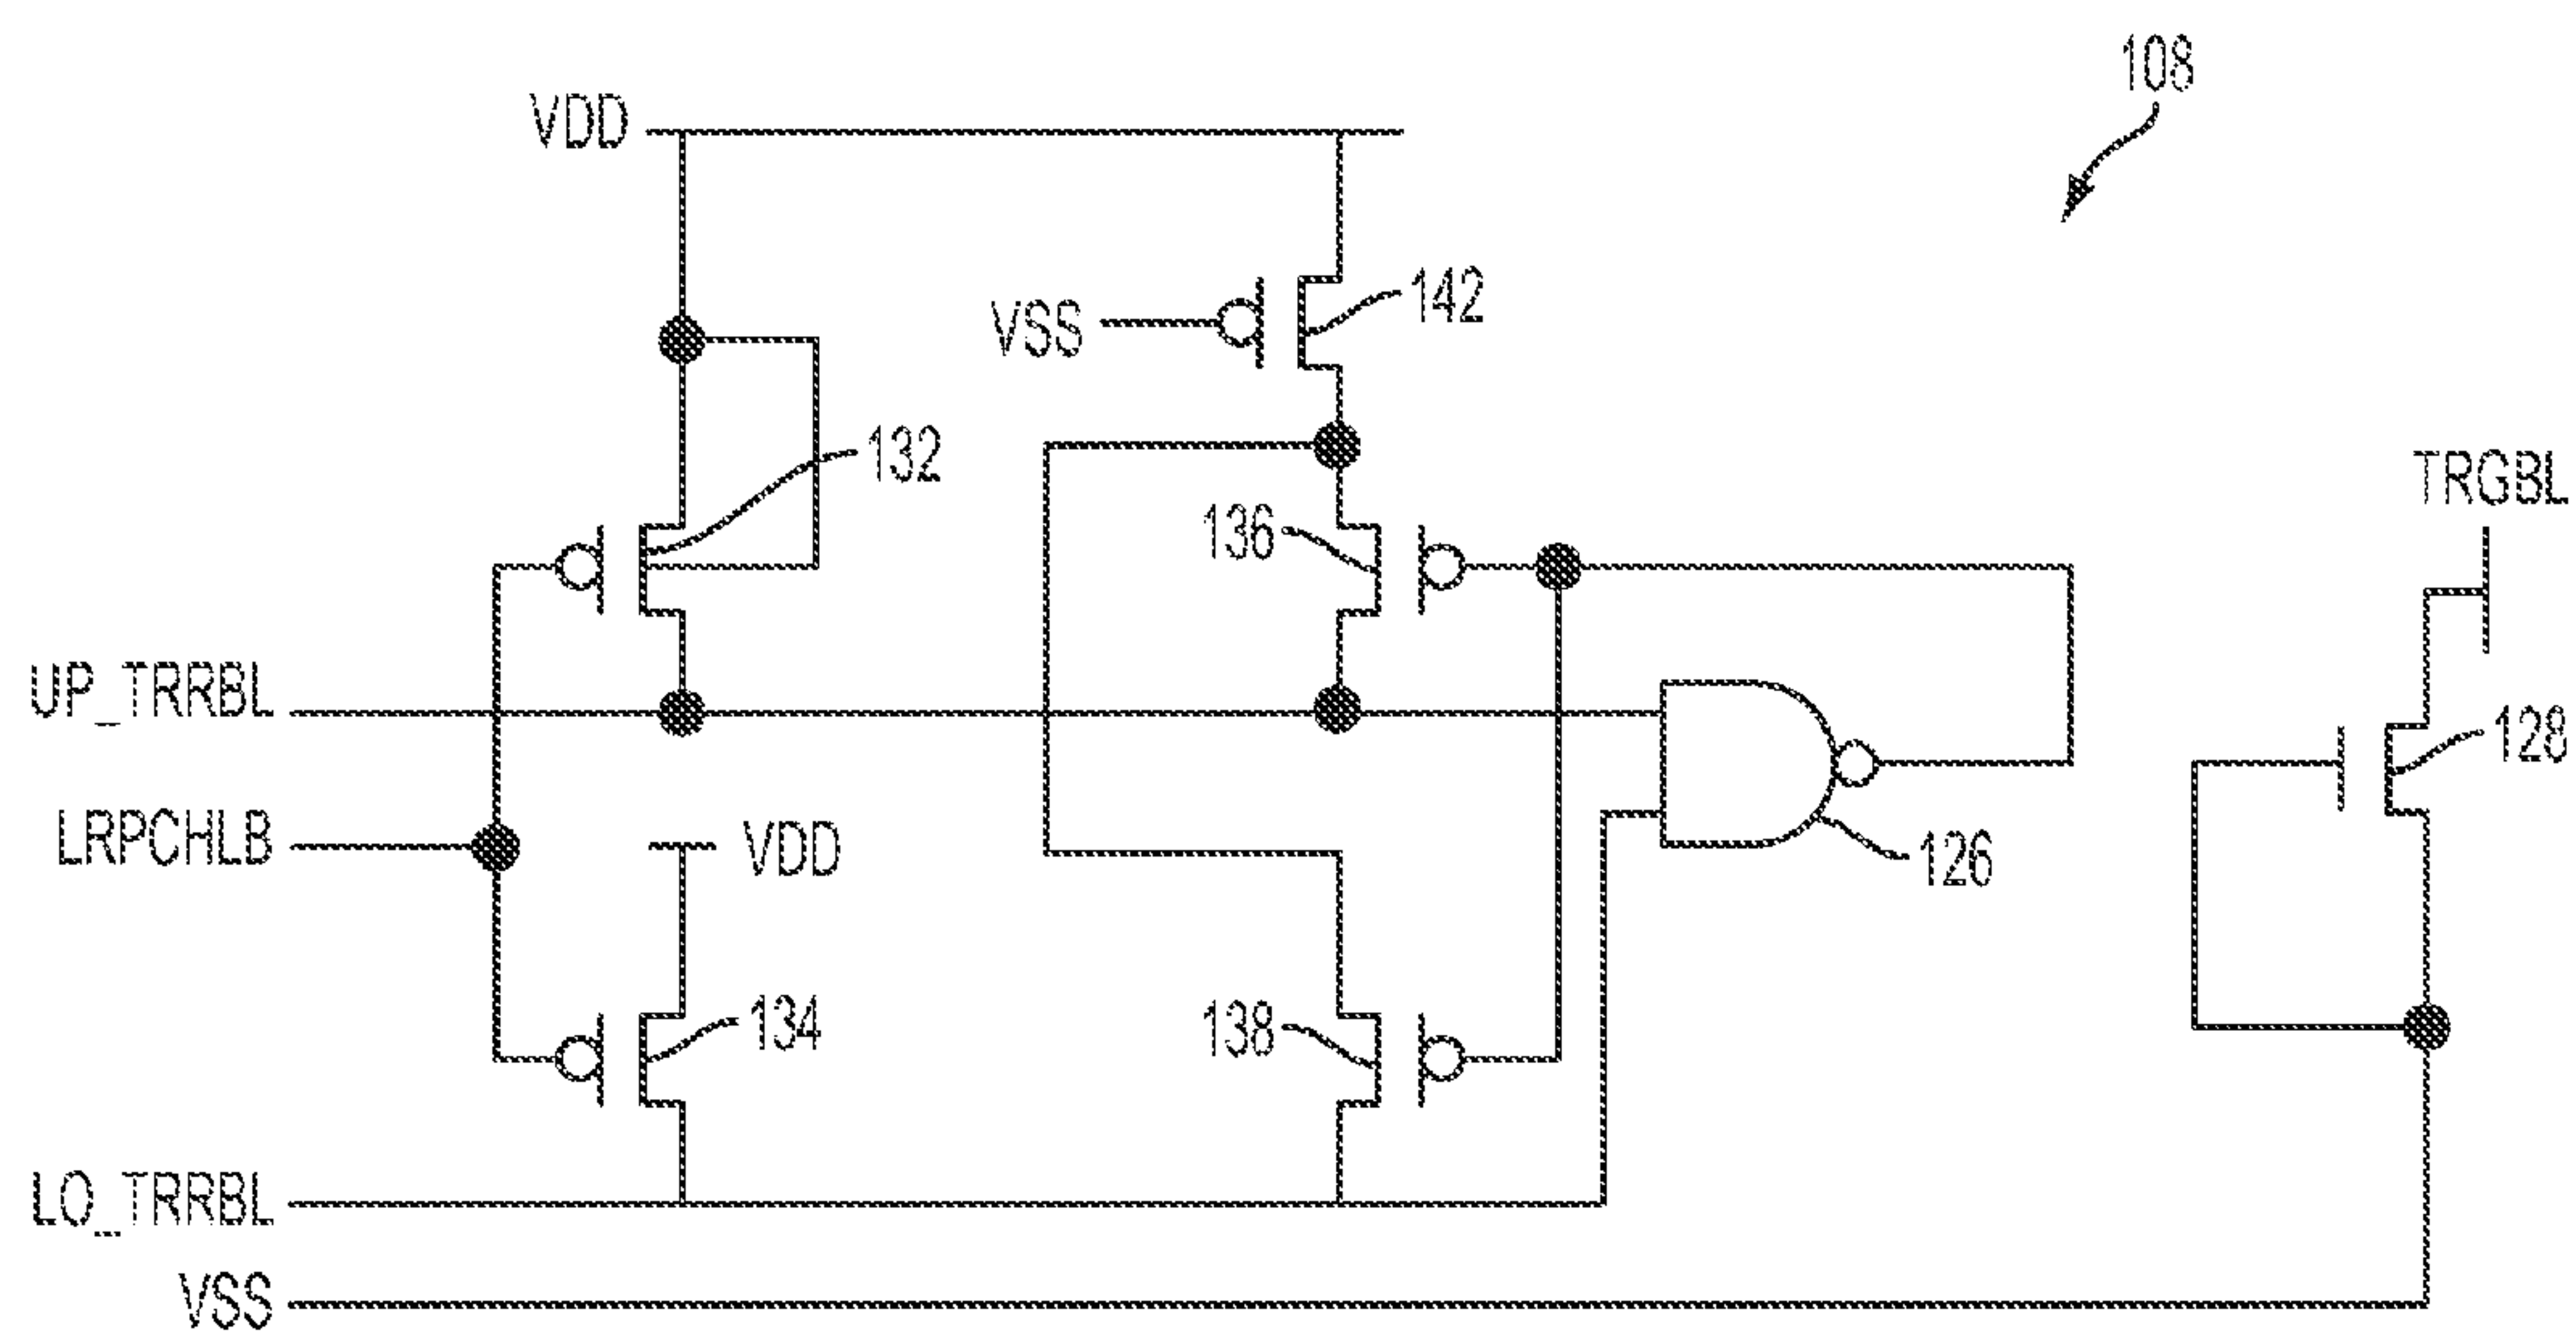 108
VDD
VSS
142
132
136
TRGBL
UP_TRRBL
128
LRPCHLB
VDD
126
134
138
LO_TRRBL
VSS